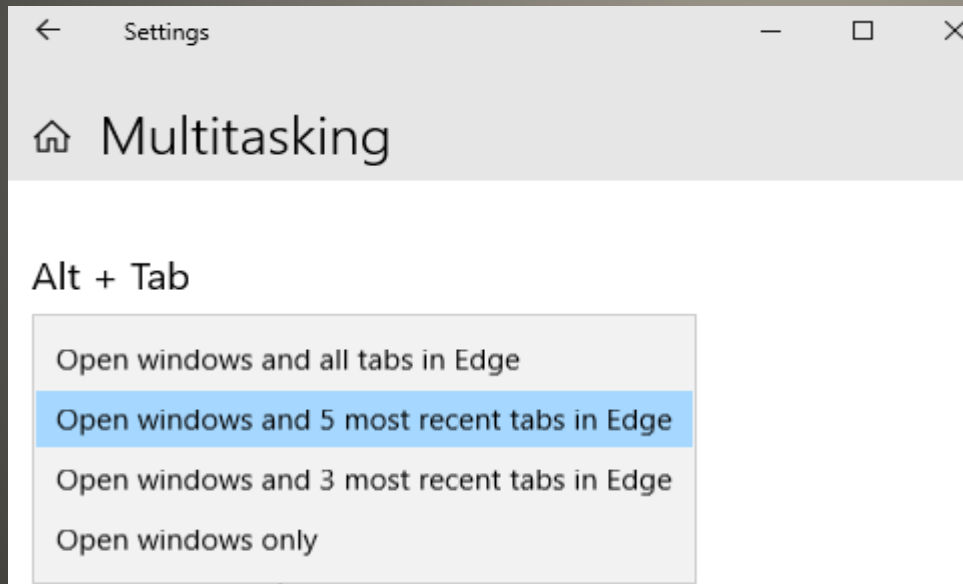 Settings
Multitasking
Alt + Tab
Open windows and all tabs in Edge
Open windows and 5 most recent tabs in Edge
Open windows and 3 most recent tabs in Edge
Open windows only